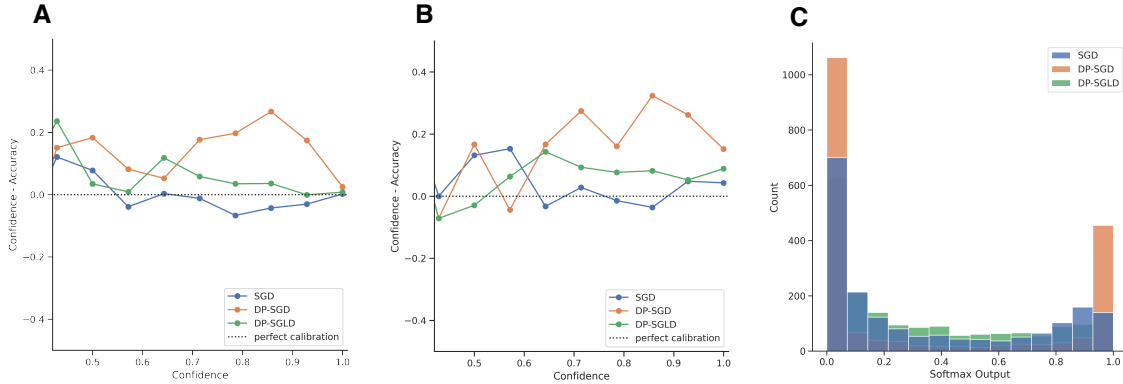 A
B
C
0.4
0.2
0.0
−0.2
−0.4
Confidence - Accuracy
0.5
0.6
0.7
0.8
0.9
1.0
Confidence
SGD
DP-SGD
DP-SGLD
perfect calibration
0.4
0.2
0.0
−0.2
−0.4
Confidence - Accuracy
0.5
0.6
0.7
0.8
0.9
1.0
Confidence
SGD
DP-SGD
DP-SGLD
perfect calibration
1000
800
600
400
200
0
Count
0.0
0.2
0.4
0.6
0.8
1.0
Softmax Output
SGD
DP-SGD
DP-SGLD